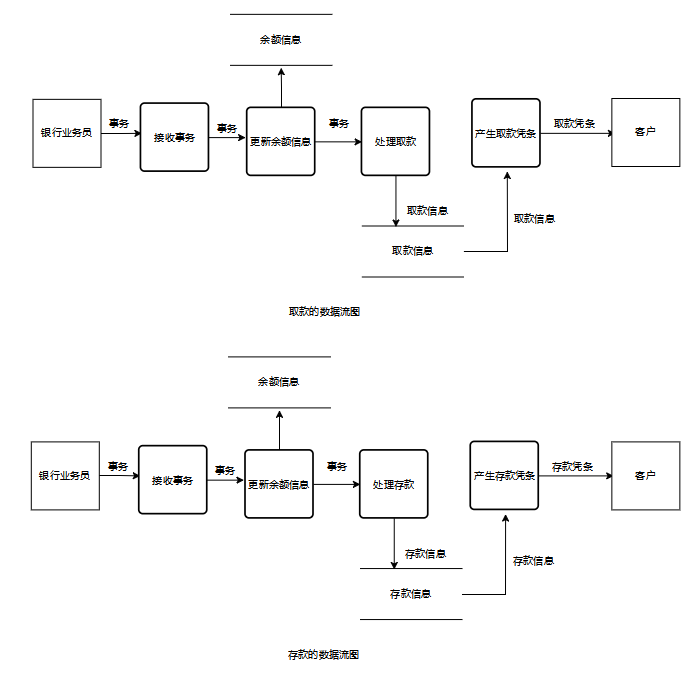 余额信息
银行业务员
事务
接收事务
事务
更新余额信息
事务
处理取款
产生取款凭条
取款凭条
客户
取款信息
取款信息
取款信息
取款的数据流图
余额信息
银行业务员
事务
接收事务
事务
更新余额信息
事务
处理存款
产生存款凭条
存款凭条
客户
存款信息
存款信息
存款信息
存款的数据流图